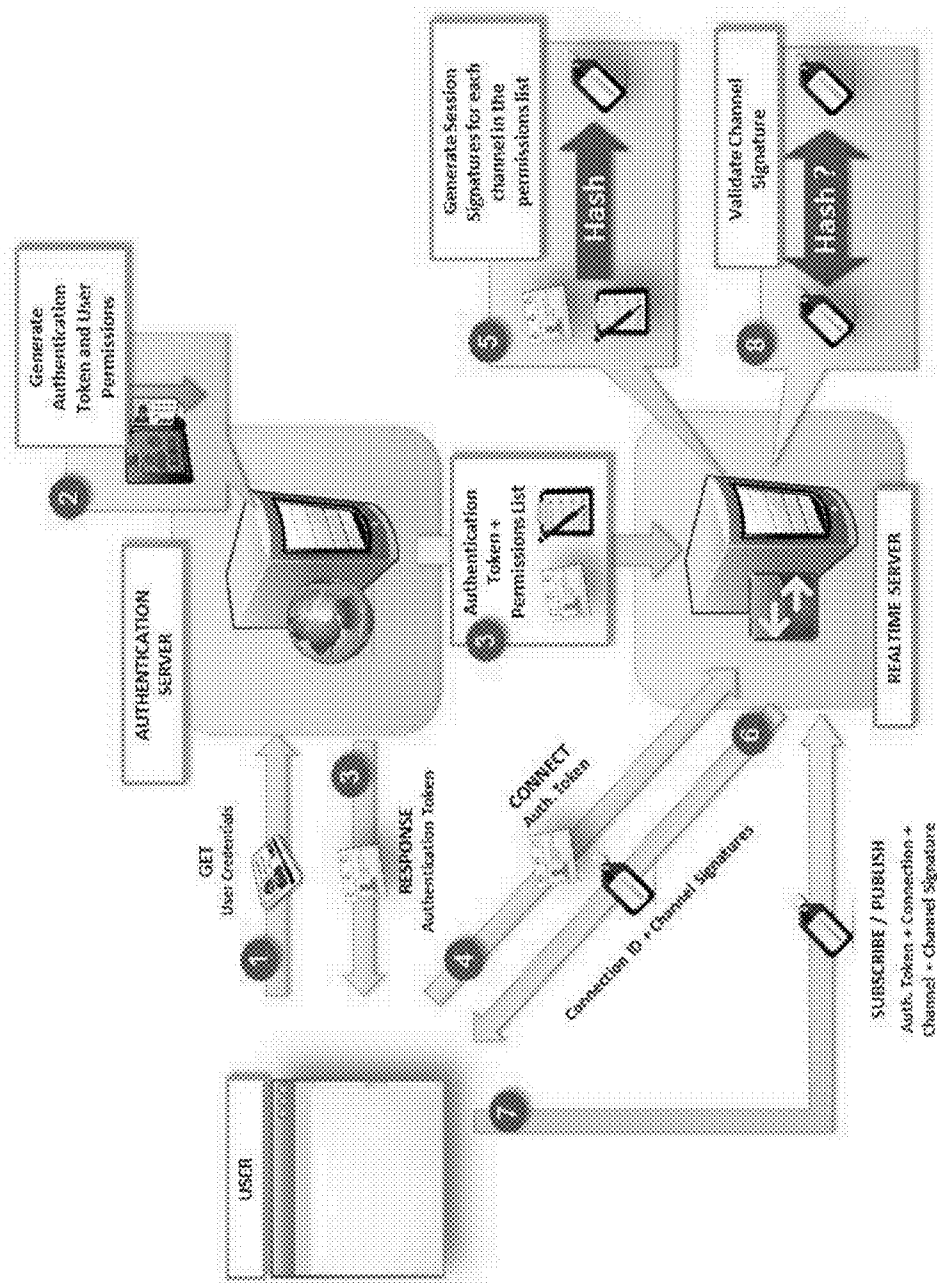 Generate
Authentication
Token and User
Permissions
2
AUTHENTICATION
SERVER
GET
User Credentials
1
3
RESPONSE
Authentication Token
USER
3
Authentication
Token +
Permissions List
CONNECT
Auth. Token
4
Connection ID + Channel Signatures
6
7
SUBSCRIBE / PUBLISH
Auth. Token + Connection +
Channel + Channel Signature
REALTIME SERVER
5
Generate Session
Signatures for each
channel in the
permissions list
Hash
8
Validate Channel
Signature
Hash ?